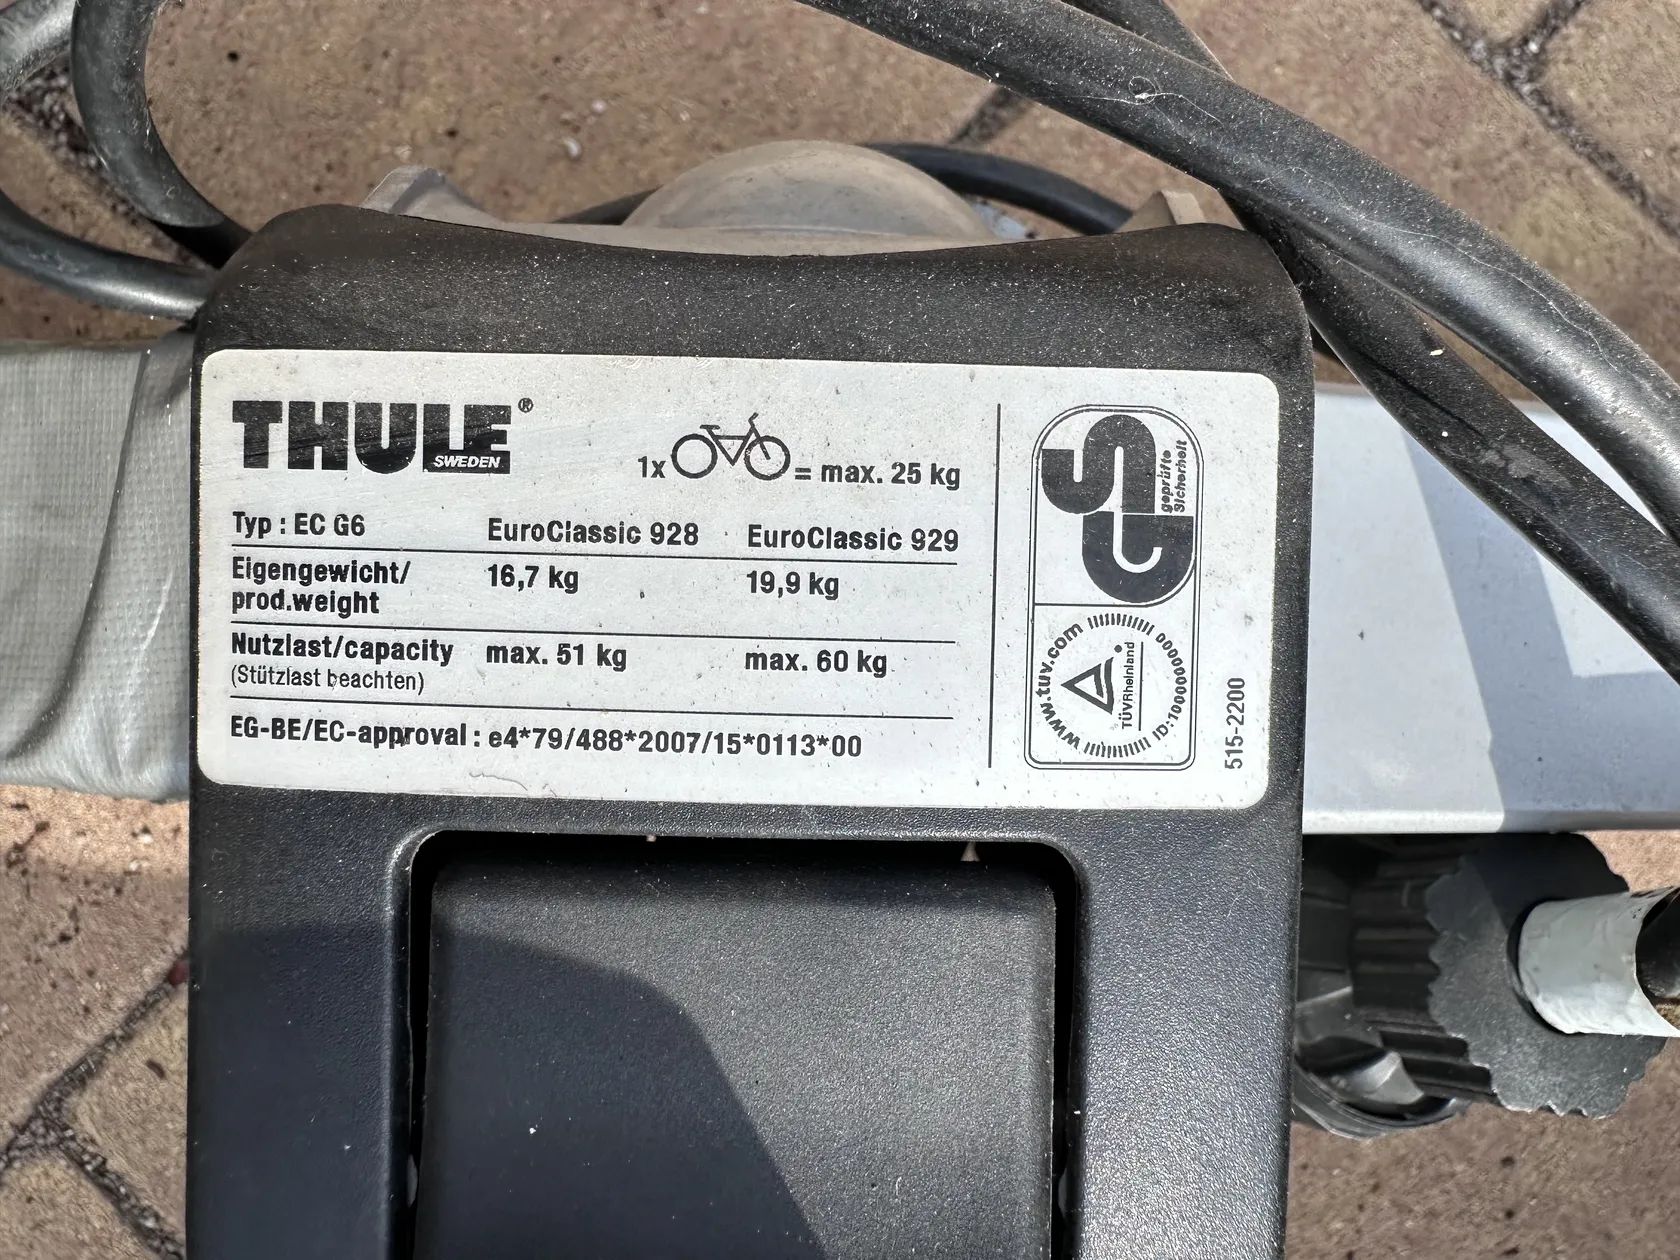 THULE®
SWEDEN
1x = max. 25 kg
Typ : EC G6 EuroClassic 928 EuroClassic 929
Eigengewicht/ 16,7 kg 19,9 kg
prod.weight
Nutzlast/capacity max. 51 kg max. 60 kg
(Stützlast beachten)
EG-BE/EC-approval : e4*79/488*2007/15*0113*00
geprüfte
Sicherheit
www.tuv.com
TÜVRheinland
ID:1000000000
515-2200